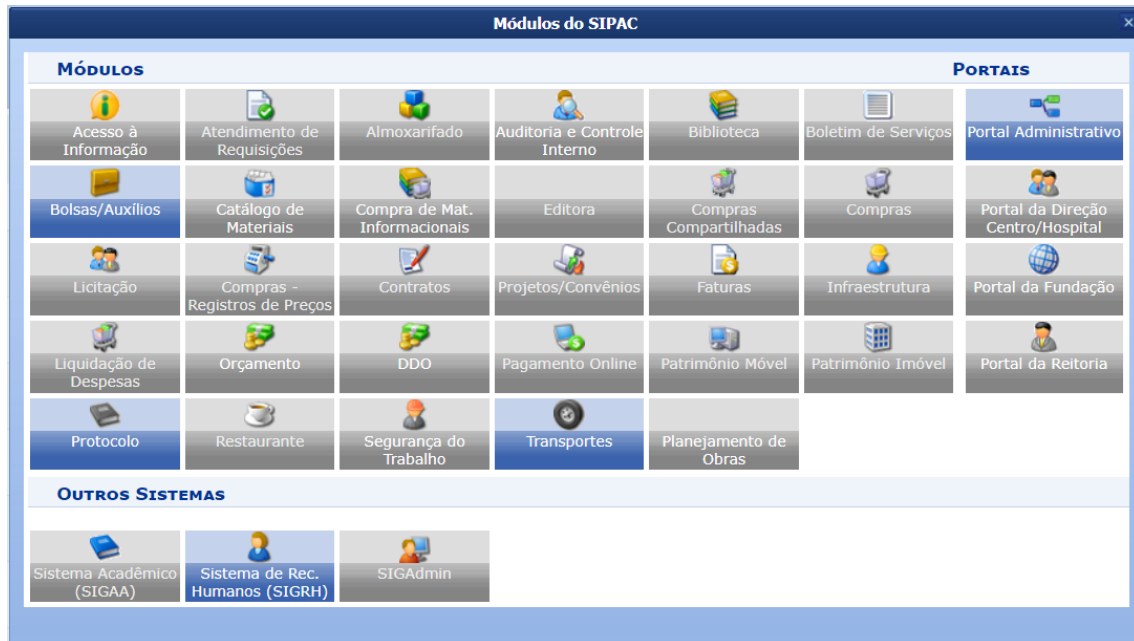 Módulos do SIPAC
×
MÓDULOS
PORTAIS
Acesso à
Informação
Atendimento de
Requisições
Almoxarifado
Auditoria e Controle
Interno
Biblioteca
Boletim de Serviços
Portal Administrativo
Bolsas/Auxílios
Catálogo de
Materiais
Compra de Mat.
Informacionais
Editora
Compras
Compartilhadas
Compras
Portal da Direção
Centro/Hospital
Licitação
Compras -
Registros de Preços
Contratos
Projetos/Convênios
Faturas
Infraestrutura
Portal da Fundação
Liquidação de
Despesas
Orçamento
DDO
Pagamento Online
Patrimônio Móvel
Patrimônio Imóvel
Portal da Reitoria
Protocolo
Restaurante
Segurança do
Trabalho
Transportes
Planejamento de
Obras
OUTROS SISTEMAS
Sistema Acadêmico
(SIGAA)
Sistema de Rec.
Humanos (SIGRH)
SIGAdmin